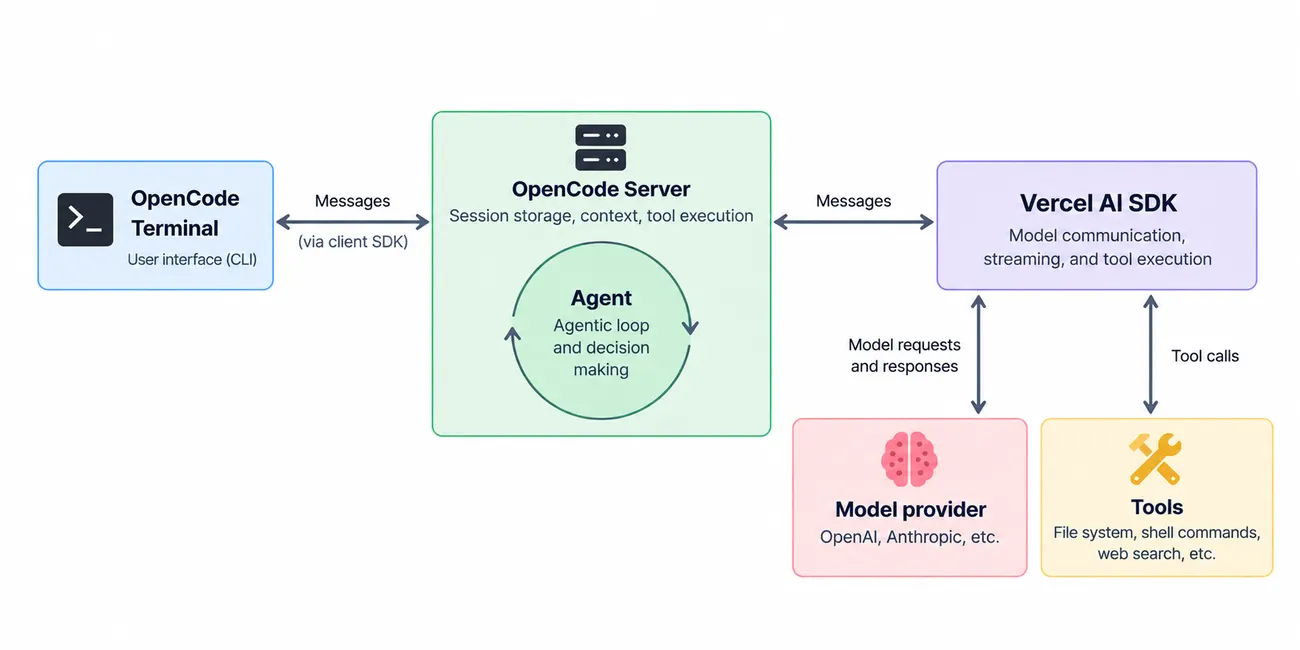 OpenCode
Terminal
User interface (CLI)
Messages
(via client SDK)
OpenCode Server
Session storage, context, tool execution
Agent
Agentic loop
and decision
making
Messages
Vercel AI SDK
Model communication,
streaming, and tool execution
Model requests
and responses
Tool calls
Model provider
OpenAI, Anthropic, etc.
Tools
File system, shell commands,
web search, etc.